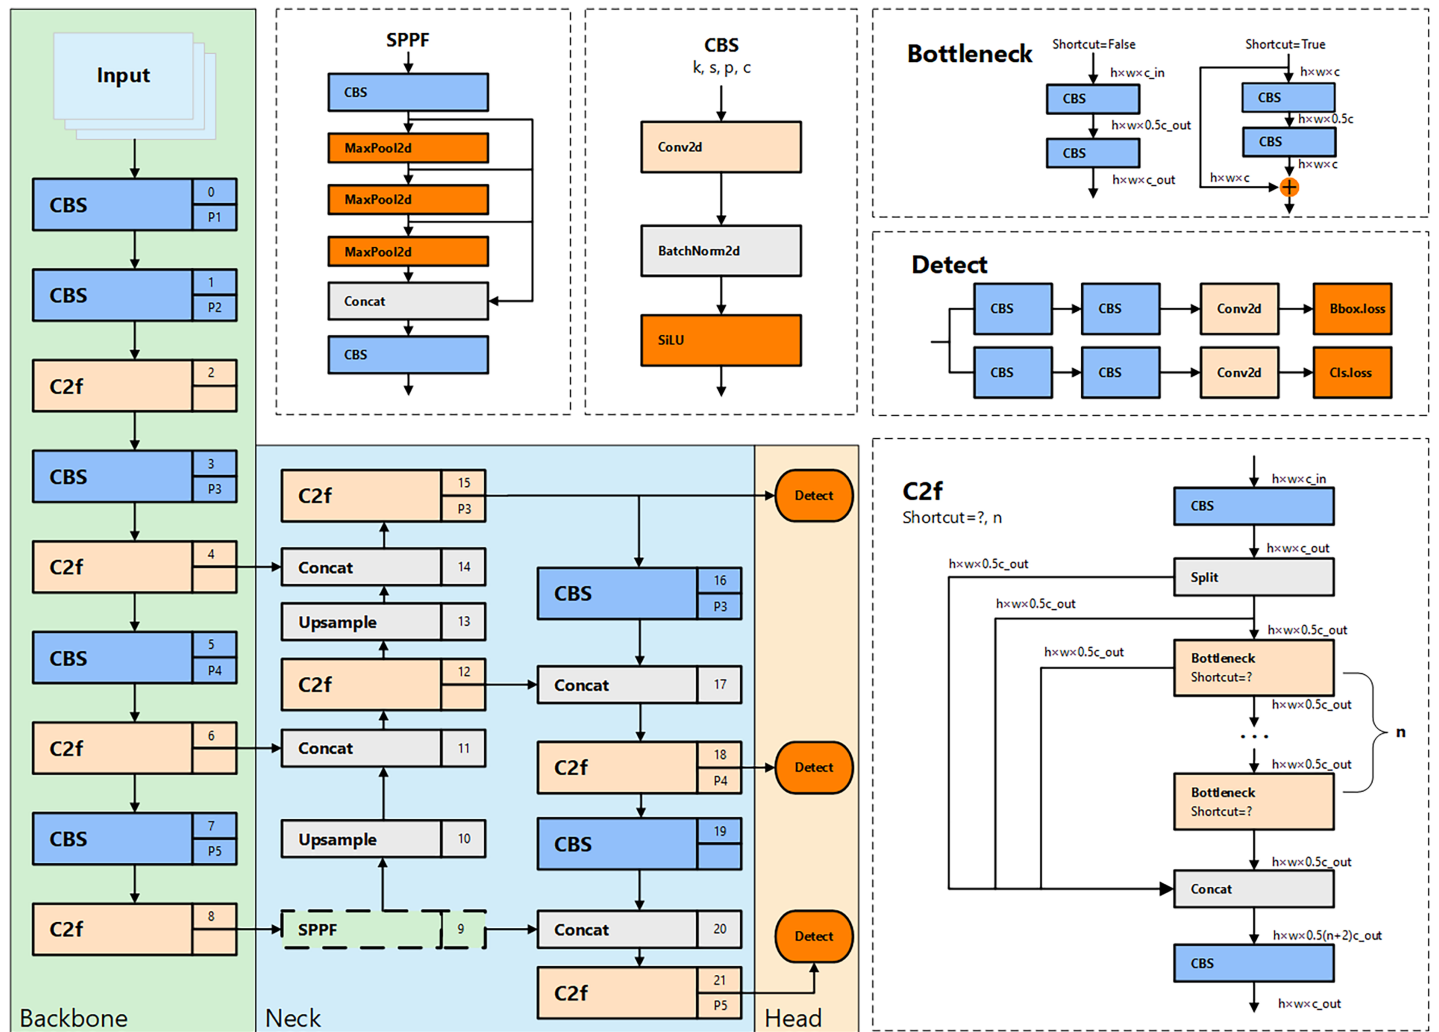 Input
CBS
0
P1
CBS
1
P2
C2f
2
CBS
3
P3
C2f
4
CBS
5
P4
C2f
6
CBS
7
P5
C2f
8
Backbone
SPPF
CBS
MaxPool2d
MaxPool2d
MaxPool2d
Concat
CBS
CBS
k, s, p, c
Conv2d
BatchNorm2d
SiLU
Bottleneck
Shortcut=False
h×w×c_in
CBS
h×w×0.5c_out
CBS
h×w×c_out
Shortcut=True
h×w×c
CBS
h×w×0.5c
CBS
h×w×c
h×w×c
+
Detect
CBS
CBS
Conv2d
Bbox.loss
CBS
CBS
Conv2d
Cls.loss
C2f
15
P3
Concat
14
Upsample
13
C2f
12
Concat
11
Upsample
10
SPPF
9
CBS
16
P3
Concat
17
C2f
18
P4
CBS
19
Concat
20
C2f
21
P5
Neck
Detect
Detect
Detect
Head
C2f
Shortcut=?, n
h×w×c_in
CBS
h×w×c_out
h×w×0.5c_out
Split
h×w×0.5c_out
h×w×0.5c_out
h×w×0.5c_out
Bottleneck
Shortcut=?
h×w×0.5c_out
...
n
h×w×0.5c_out
Bottleneck
Shortcut=?
h×w×0.5c_out
Concat
h×w×0.5(n+2)c_out
CBS
h×w×c_out